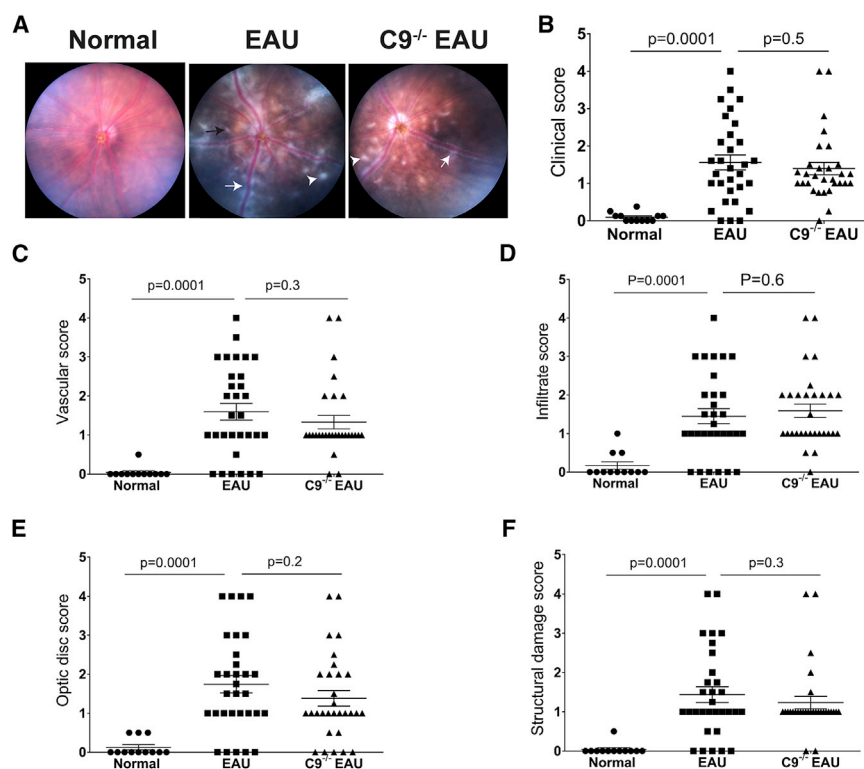 A
Normal EAU C9-/- EAU
B
p=0.0001 p=0.5
Clinical score
5
4
3
2
1
0
Normal EAU C9-/- EAU
C
p=0.0001 p=0.3
Vascular score
5
4
3
2
1
0
Normal EAU C9-/- EAU
D
P=0.0001 P=0.6
Infiltrate score
5
4
3
2
1
0
Normal EAU C9-/- EAU
E
p=0.0001 p=0.2
Optic disc score
5
4
3
2
1
0
Normal EAU C9-/- EAU
F
p=0.0001 p=0.3
Structural damage score
5
4
3
2
1
0
Normal EAU C9-/- EAU